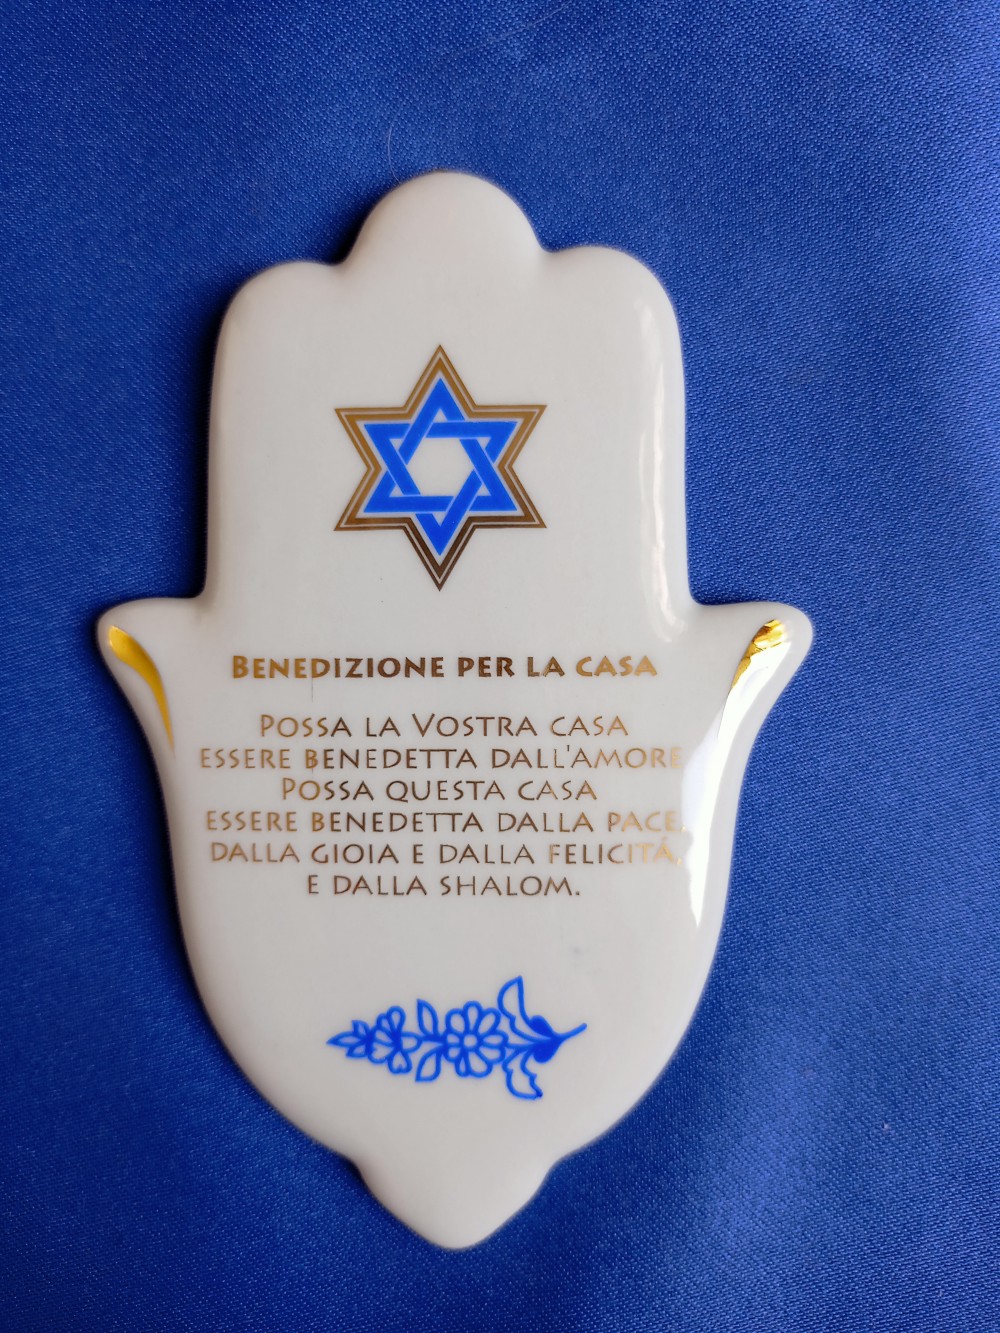 BENEDIZIONE PER LA CASA
POSSA LA VOSTRA CASA
ESSERE BENEDETTA DALL'AMORE
POSSA QUESTA CASA
ESSERE BENEDETTA DALLA PACE,
DALLA GIOIA E DALLA FELICITÁ,
E DALLA SHALOM.